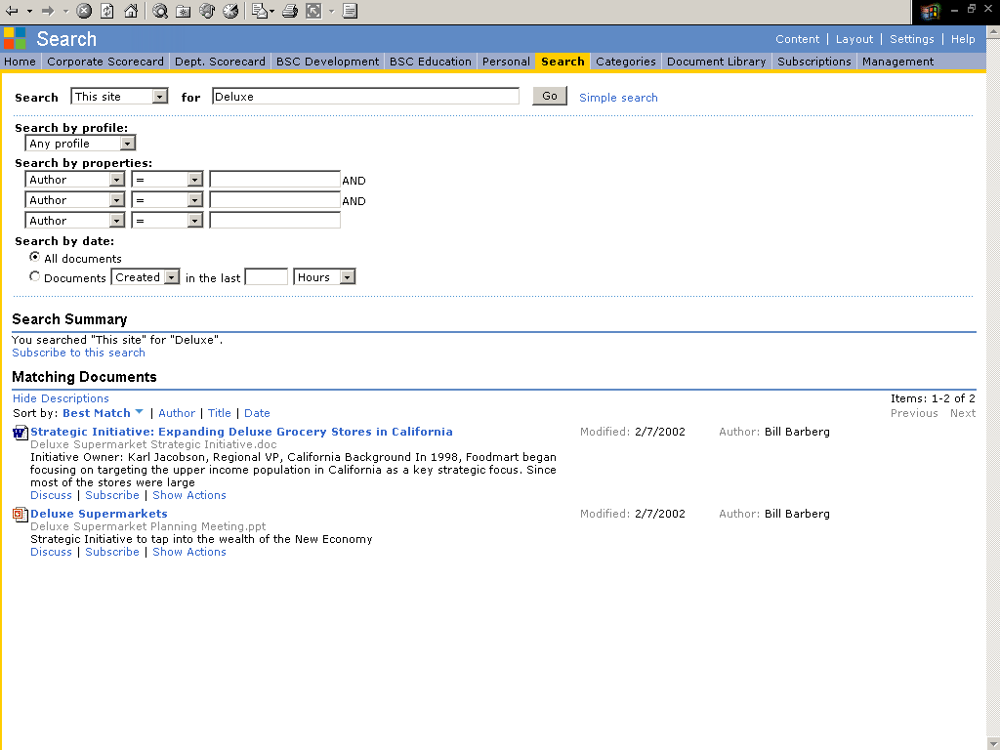 Search
Content | Layout | Settings | Help
Home Corporate Scorecard Dept. Scorecard BSC Development BSC Education Personal Search Categories Document Library Subscriptions Management
Search This site for Deluxe Go Simple search
Search by profile:
Any profile
Search by properties:
Author = AND
Author = AND
Author =
Search by date:
All documents
Documents Created in the last Hours
Search Summary
You searched "This site" for "Deluxe".
Subscribe to this search
Matching Documents
Hide Descriptions Items: 1-2 of 2
Sort by: Best Match | Author | Title | Date Previous Next
Strategic Initiative: Expanding Deluxe Grocery Stores in California Modified: 2/7/2002 Author: Bill Barberg
Deluxe Supermarket Strategic Initiative.doc
Initiative Owner: Karl Jacobson, Regional VP, California Background In 1998, Foodmart began
focusing on targeting the upper income population in California as a key strategic focus. Since
most of the stores were large
Discuss | Subscribe | Show Actions
Deluxe Supermarkets Modified: 2/7/2002 Author: Bill Barberg
Deluxe Supermarket Planning Meeting.ppt
Strategic Initiative to tap into the wealth of the New Economy
Discuss | Subscribe | Show Actions